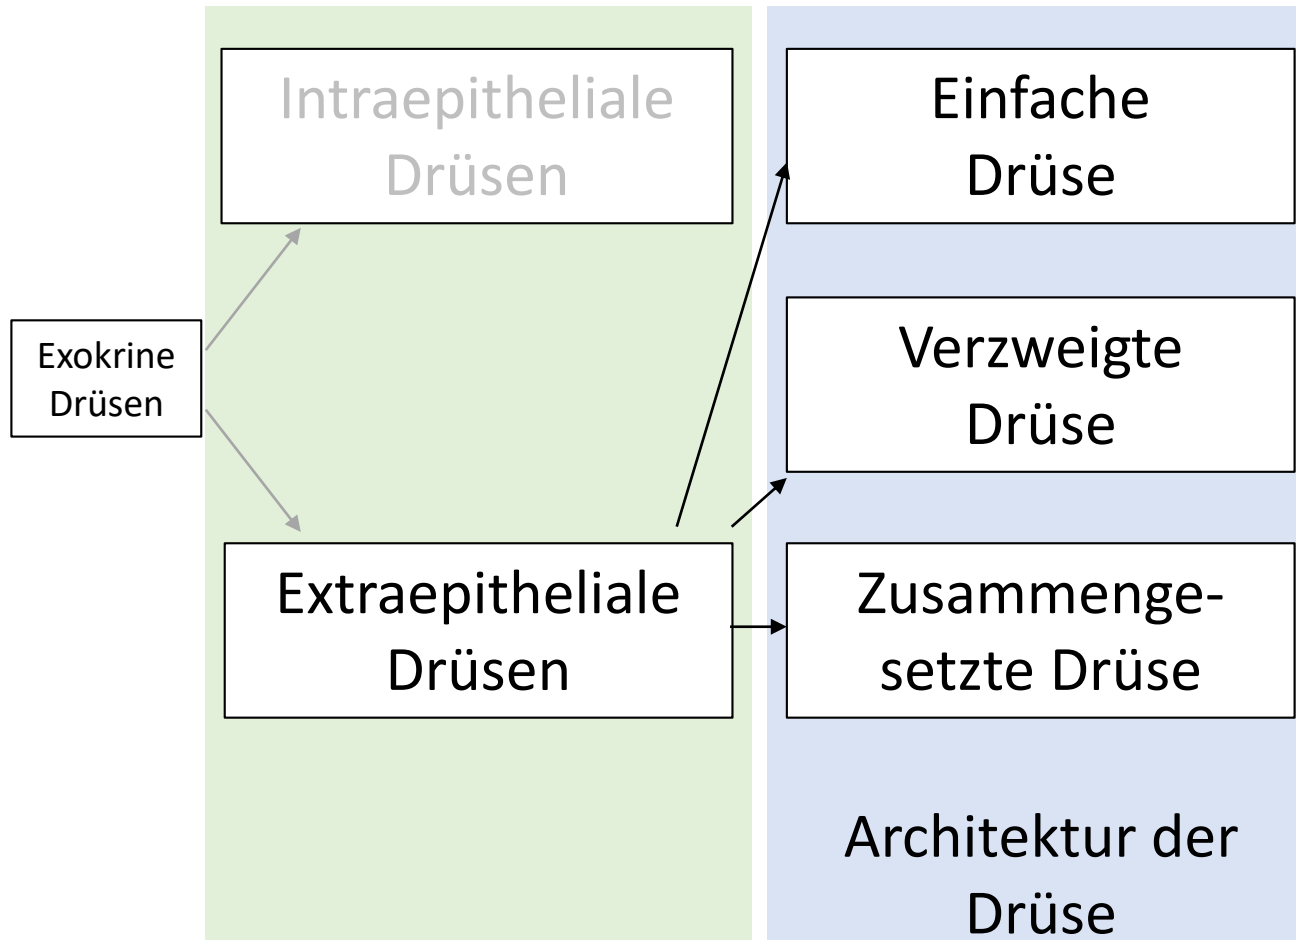 Intraepitheliale
Drüsen
Einfache
Drüse
Exokrine
Drüsen
Verzweigte
Drüse
Extraepitheliale
Drüsen
Zusammenge-
setzte Drüse
Architektur der
Drüse